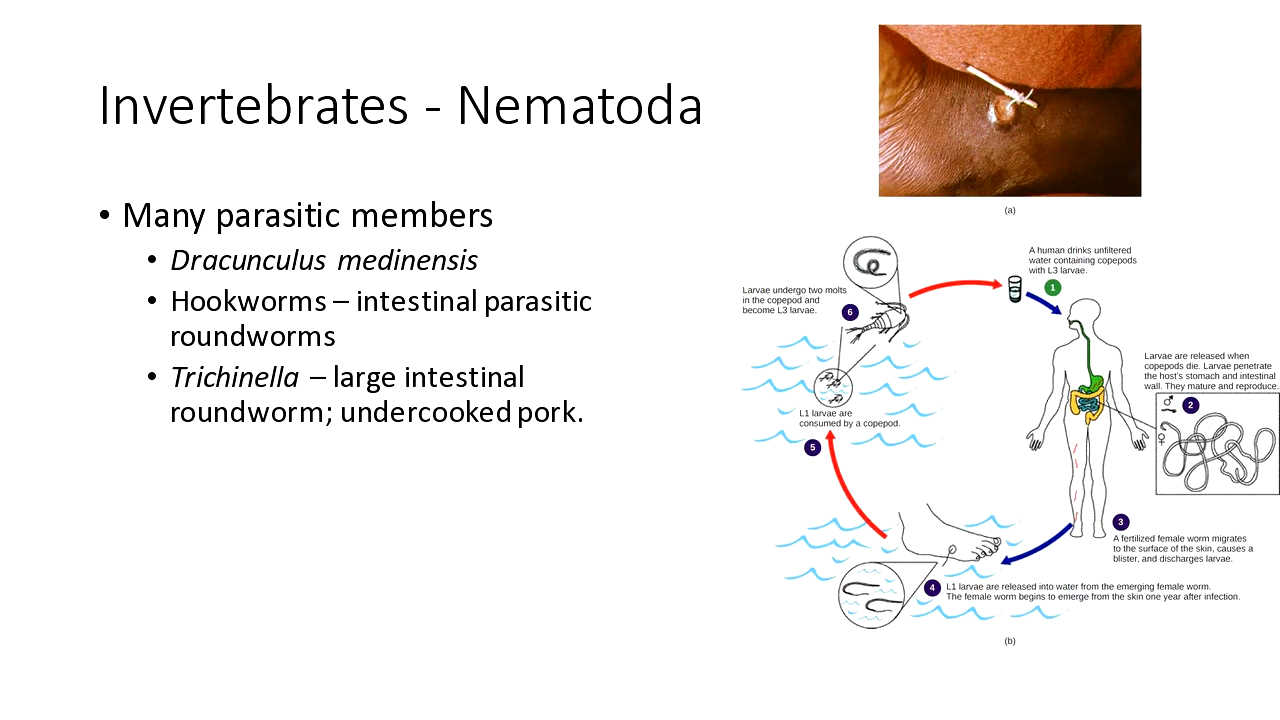 Invertebrates - Nematoda
• Many parasitic members
• Dracunculus medinensis
• Hookworms – intestinal parasitic
roundworms
• Trichinella – large intestinal
roundworm; undercooked pork.
(a)
A human drinks unfiltered
water containing copepods
with L3 larvae.
1
Larvae are released when
copepods die. Larvae penetrate
the host's stomach and intestinal
wall. They mature and reproduce.
♂
2
♀
3
A fertilized female worm migrates
to the surface of the skin, causes a
blister, and discharges larvae.
4
L1 larvae are released into water from the emerging female worm.
The female worm begins to emerge from the skin one year after infection.
L1 larvae are
consumed by a copepod.
5
Larvae undergo two molts
in the copepod and
become L3 larvae.
6
(b)